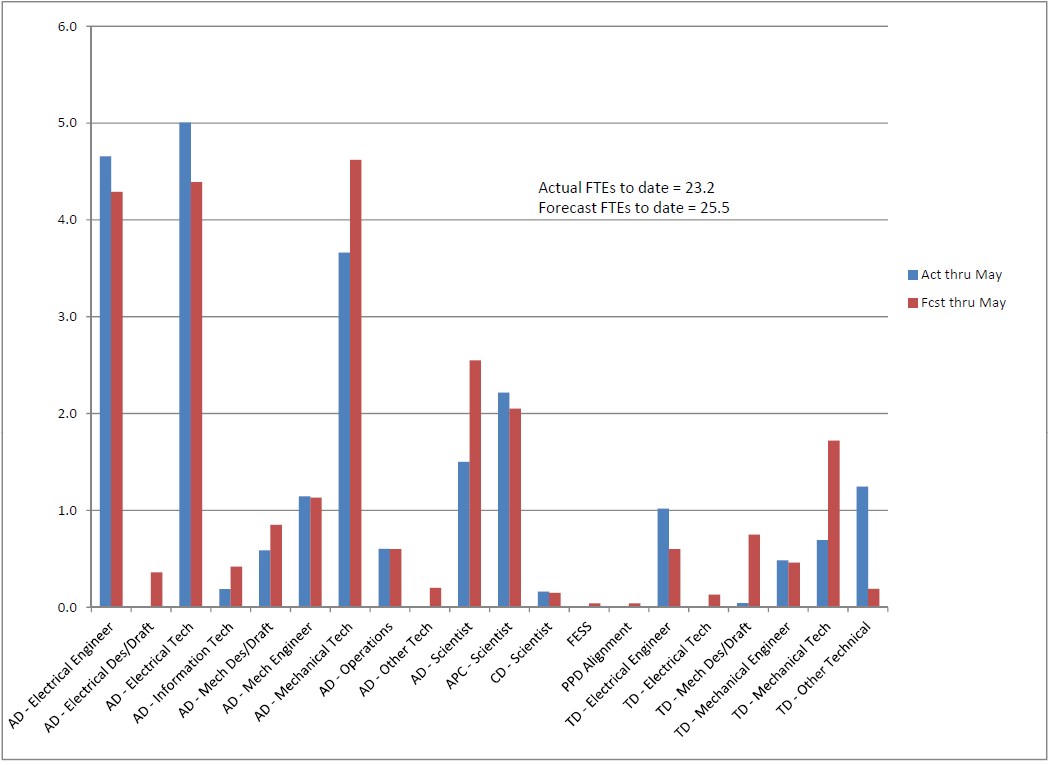 6.0
5.0
4.0
3.0
2.0
1.0
0.0
Actual FTEs to date = 23.2
Forecast FTEs to date = 25.5
Act thru May
Fcst thru May
AD - Electrical Engineer
AD - Electrical Des/Draft
AD - Electrical Tech
AD - Information Tech
AD - Mech Des/Draft
AD - Mech Engineer
AD - Mechanical Tech
AD - Operations
AD - Other Tech
AD - Scientist
APC - Scientist
CD - Scientist
FESS
PPD Alignment
TD - Electrical Engineer
TD - Electrical Tech
TD - Mech Des/Draft
TD - Mechanical Engineer
TD - Mechanical Tech
TD - Other Technical